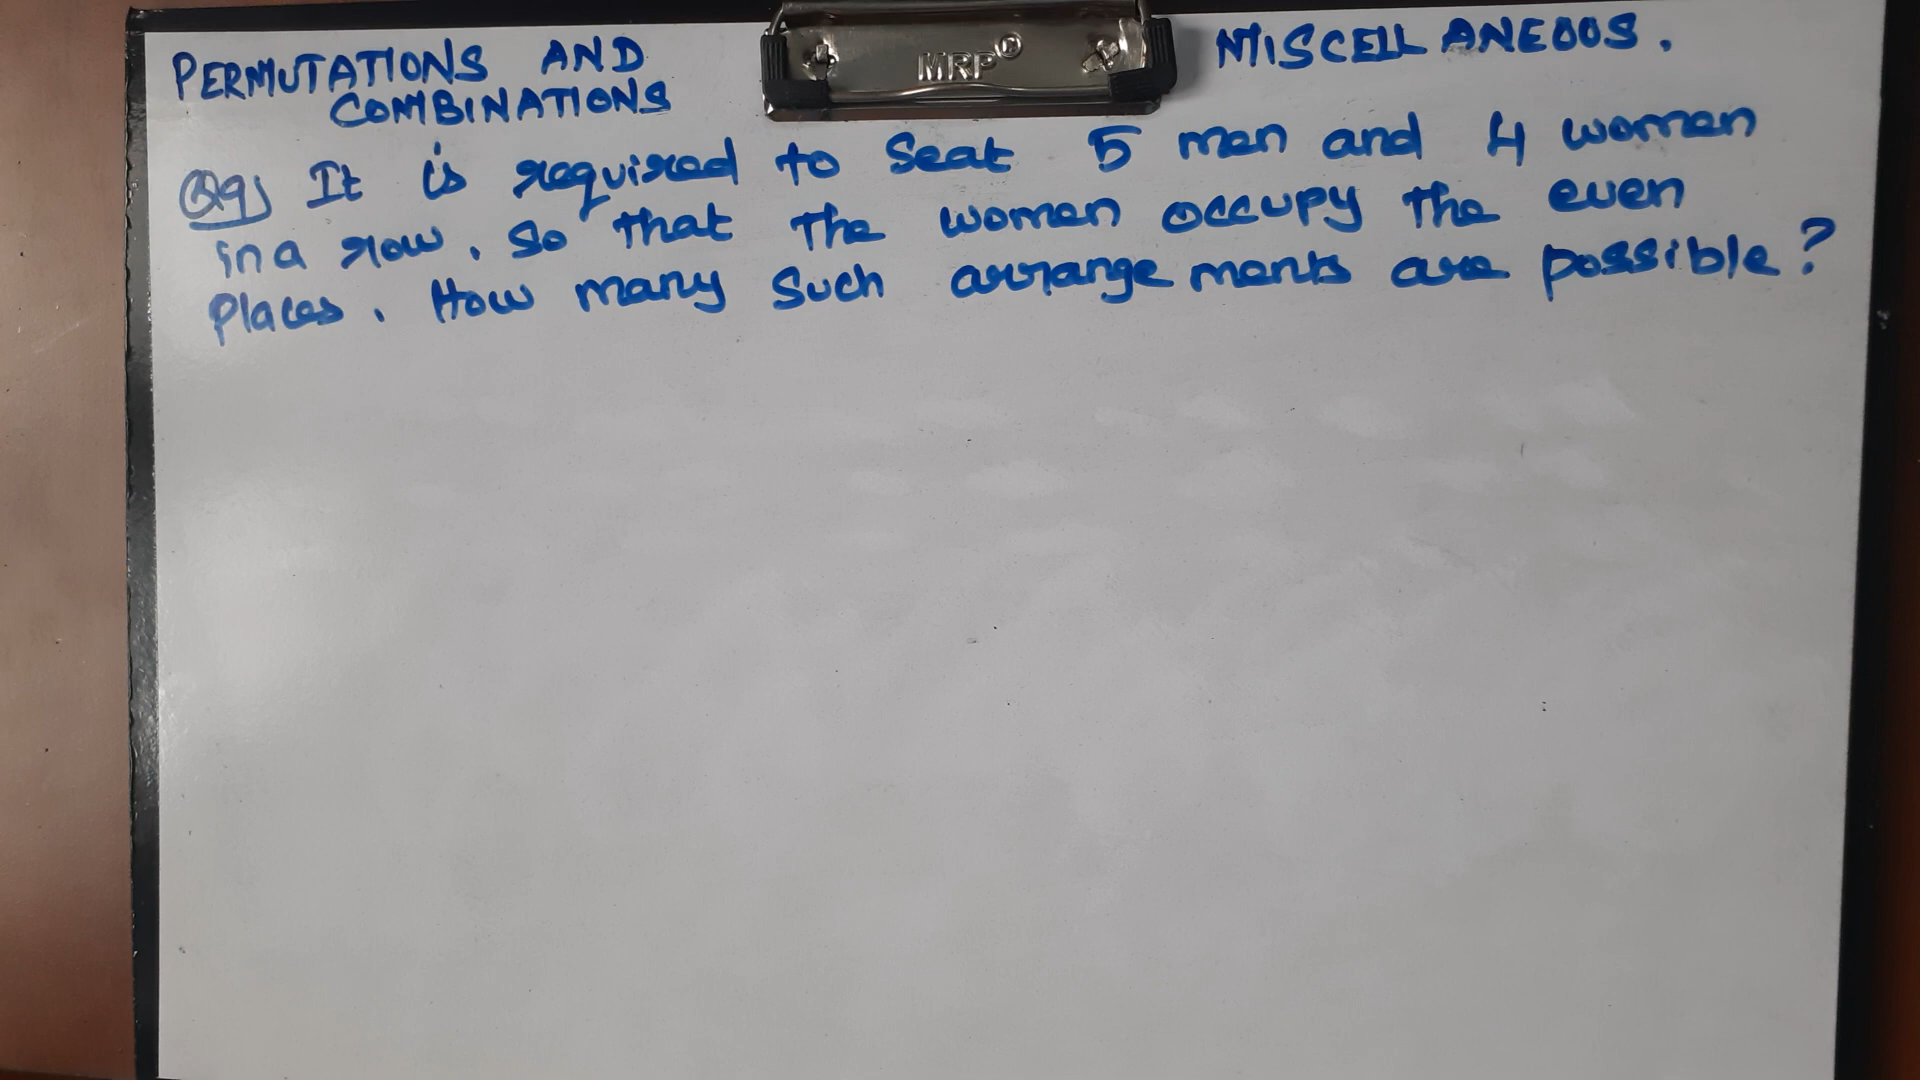 PERMUTATIONS AND COMBINATIONS
MRP
MISCELLANEOUS.
Q9) It is required to seat 5 men and 4 women
in a row, so that the women occupy the even
places. How many such arrangements are possible?